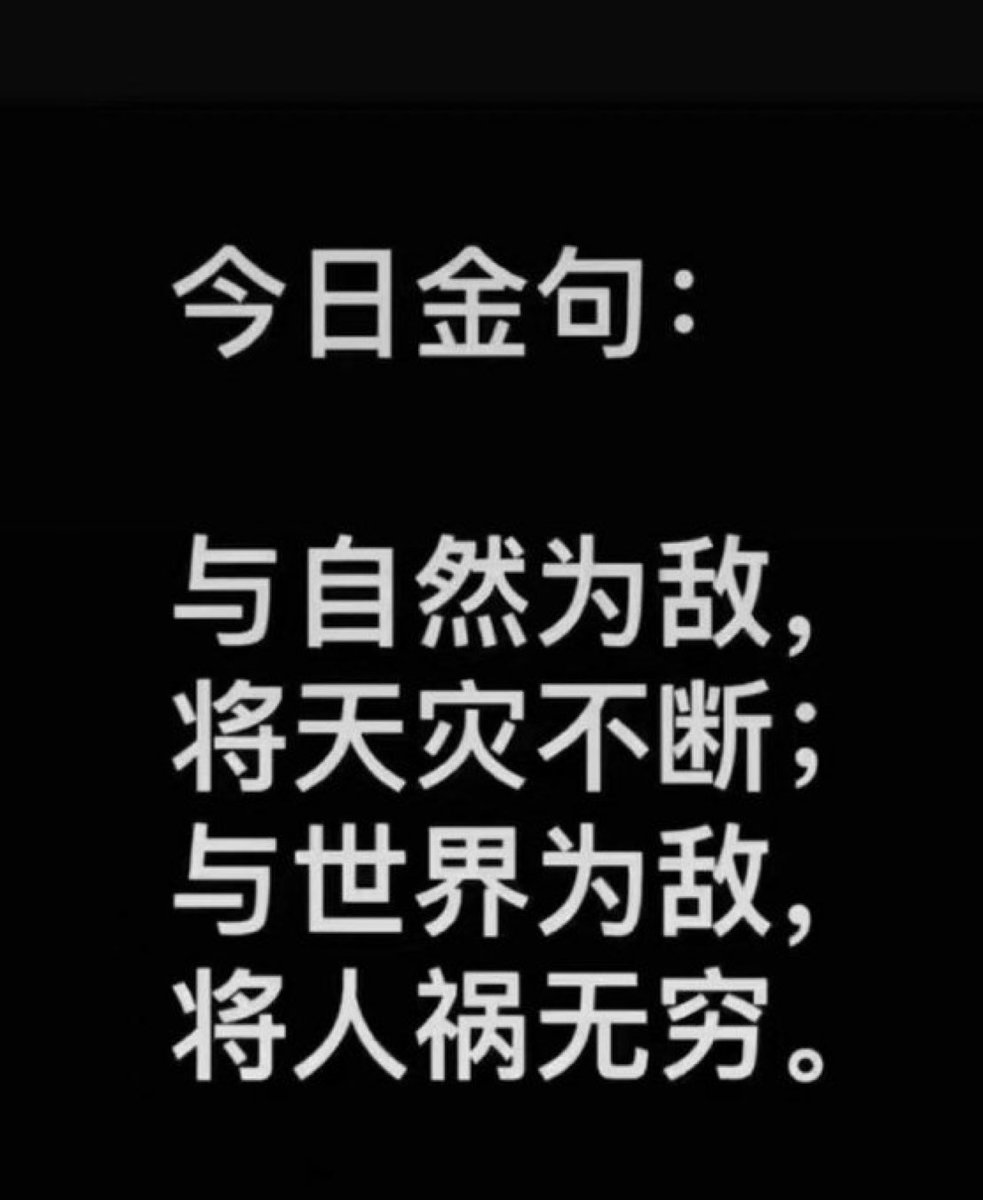 今日金句：
与自然为敌，
将天灾不断；
与世界为敌，
将人祸无穷。